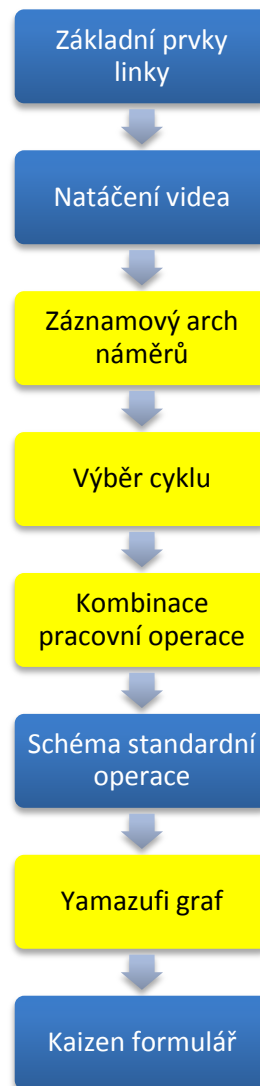 Základní prvky
linky
Natáčení videa
Záznamový arch
náměrů
Výběr cyklu
Kombinace
pracovní operace
Schéma standardní
operace
Yamazufi graf
Kaizen formulář